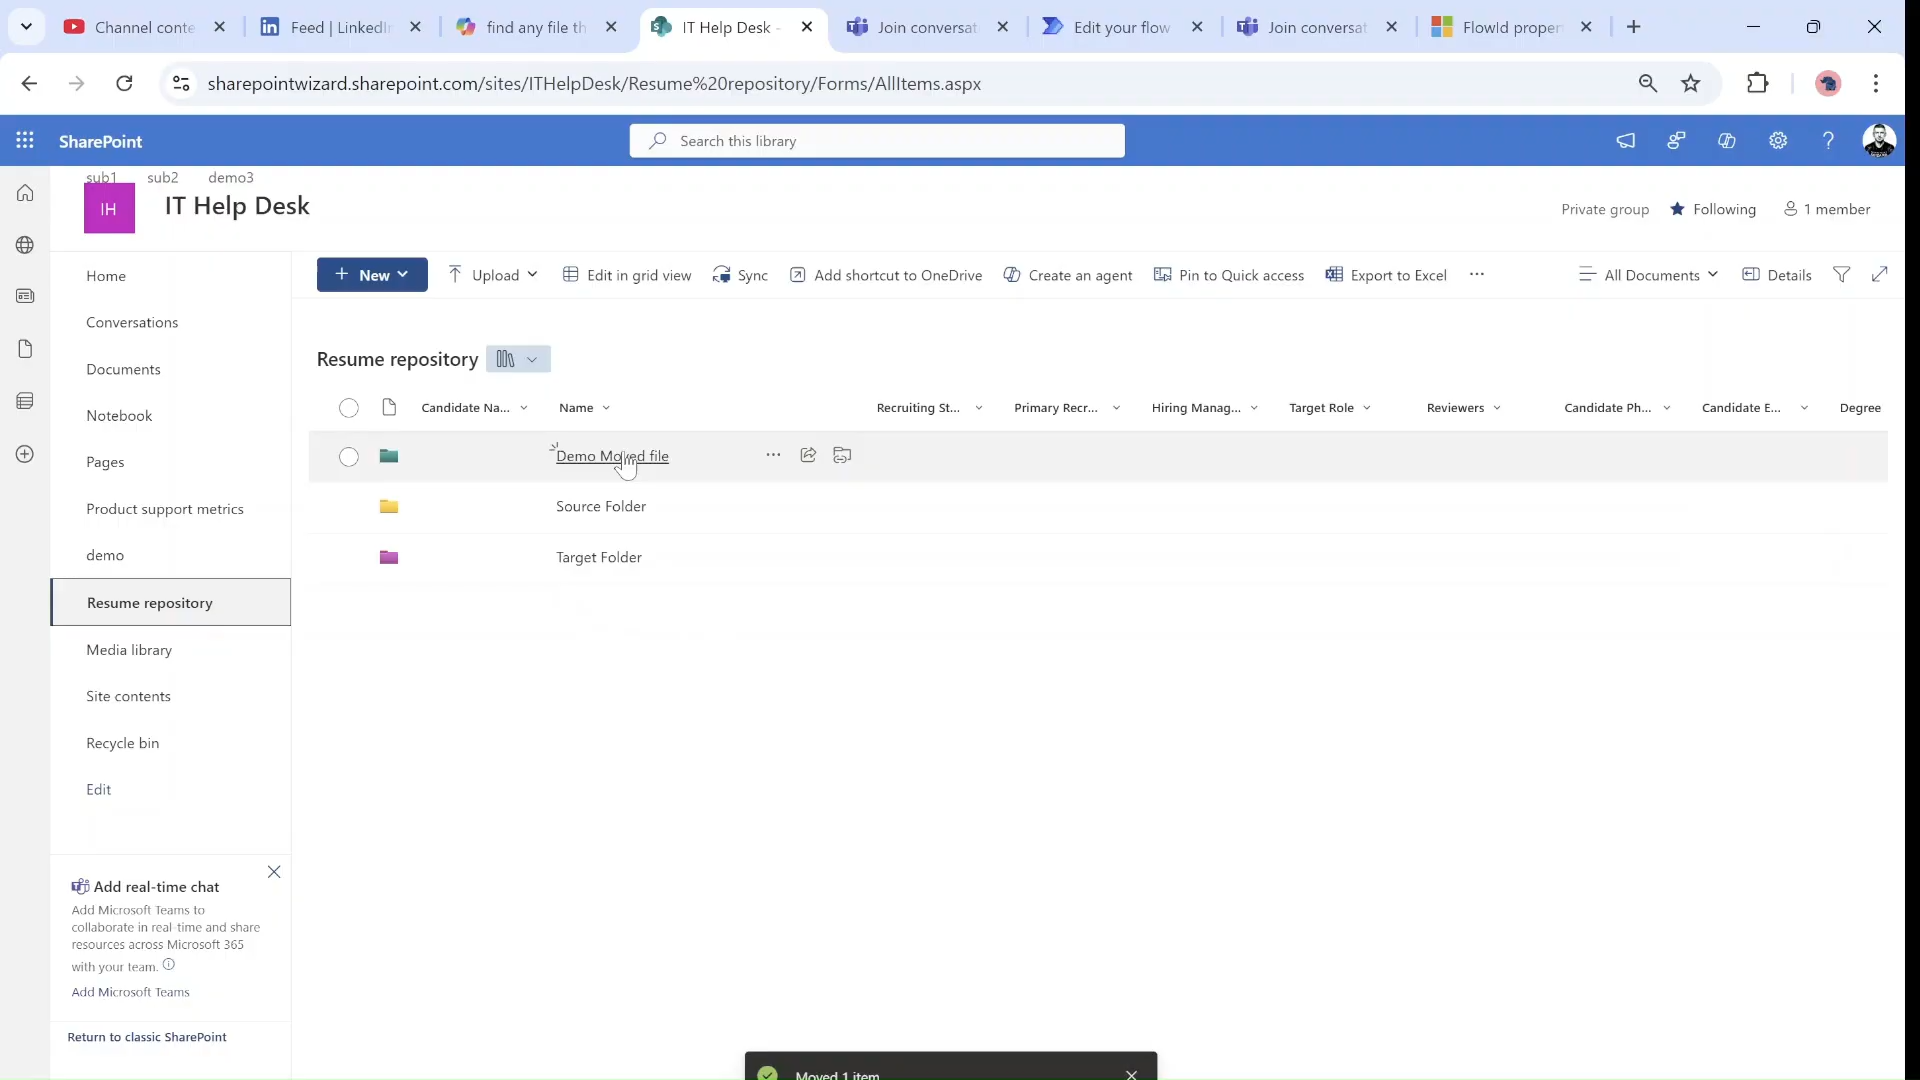 Channel conte
Feed | LinkedIn
find any file th
IT Help Desk -
Join conversat
Edit your flow
Join conversat
FlowId proper
sharepointwizard.sharepoint.com/sites/ITHelpDesk/Resume%20repository/Forms/AllItems.aspx
SharePoint
Search this library
sub1 sub2 demo3
IH
IT Help Desk
Private group
Following
1 member
Home
Conversations
Documents
Notebook
Pages
Product support metrics
demo
Resume repository
Media library
Site contents
Recycle bin
Edit
Add real-time chat
Add Microsoft Teams to
collaborate in real-time and share
resources across Microsoft 365
with your team.
Add Microsoft Teams
Return to classic SharePoint
New
Upload
Edit in grid view
Sync
Add shortcut to OneDrive
Create an agent
Pin to Quick access
Export to Excel
All Documents
Details
Resume repository
Candidate Na... Name Recruiting St... Primary Recr... Hiring Manag... Target Role Reviewers Candidate Ph... Candidate E... Degree
Demo Moved file
Source Folder
Target Folder
Moved 1 item